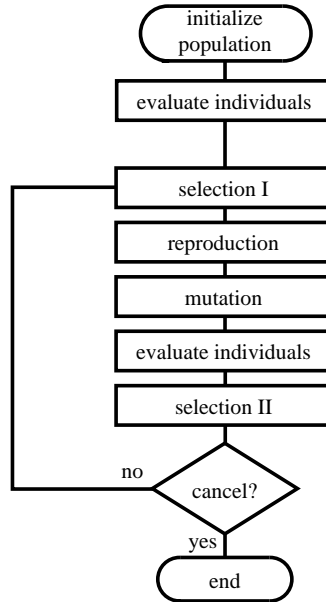 initialize
population
evaluate individuals
selection I
reproduction
mutation
evaluate individuals
selection II
no
cancel?
yes
end